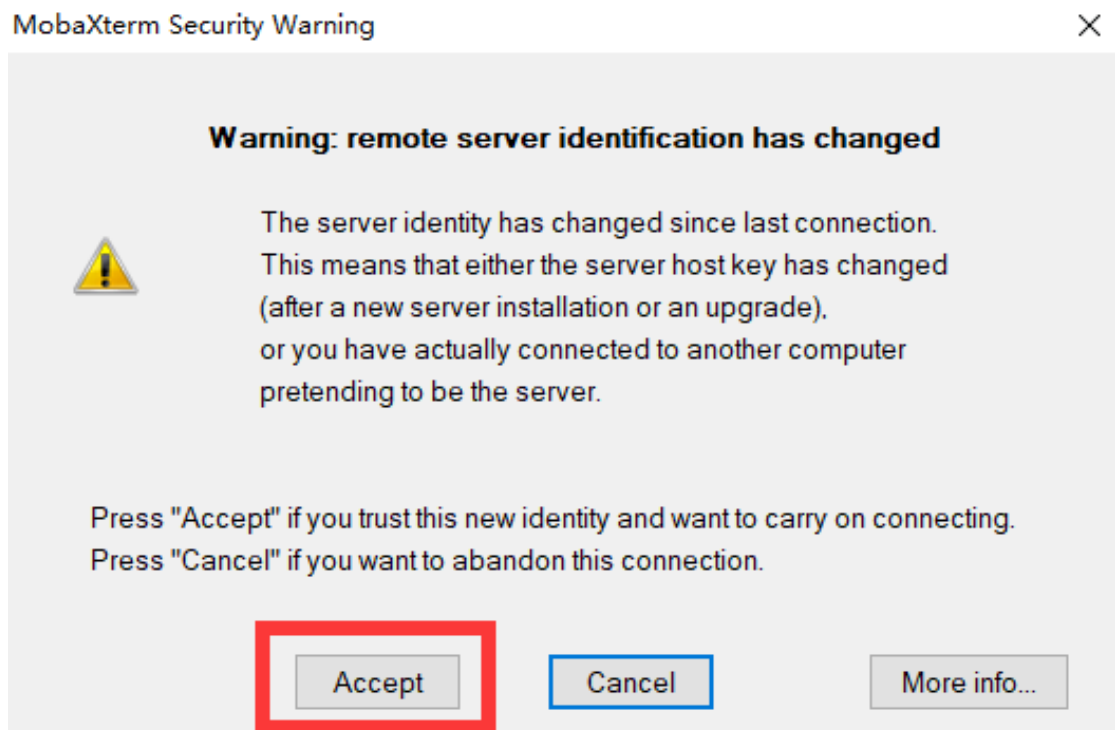 MobaXterm Security Warning
Warning: remote server identification has changed
The server identity has changed since last connection.
This means that either the server host key has changed
(after a new server installation or an upgrade),
or you have actually connected to another computer
pretending to be the server.
Press "Accept" if you trust this new identity and want to carry on connecting.
Press "Cancel" if you want to abandon this connection.
Accept Cancel More info...